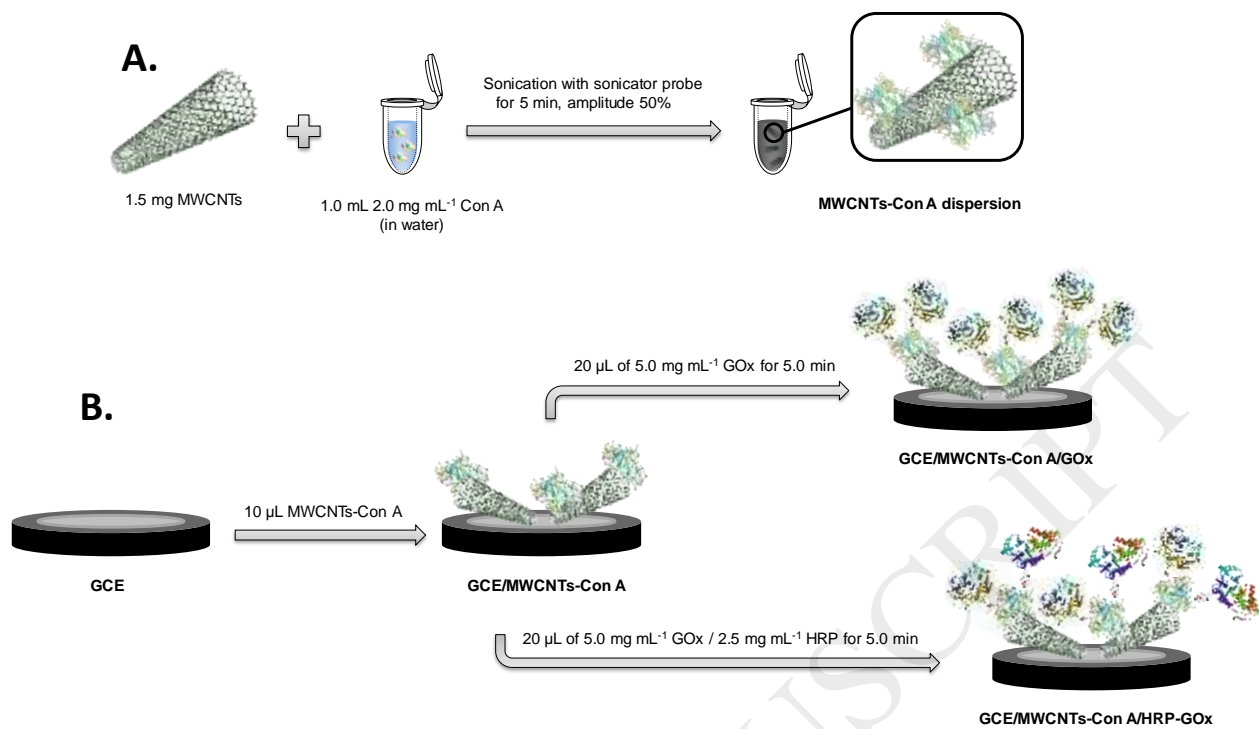 A.
Sonication with sonicator probe
for 5 min, amplitude 50%
1.5 mg MWCNTs
1.0 mL 2.0 mg mL⁻¹ Con A
(in water)
MWCNTs-Con A dispersion
B.
20 µL of 5.0 mg mL⁻¹ GOx for 5.0 min
GCE/MWCNTs-Con A/GOx
10 µL MWCNTs-Con A
GCE
GCE/MWCNTs-Con A
20 µL of 5.0 mg mL⁻¹ GOx / 2.5 mg mL⁻¹ HRP for 5.0 min
GCE/MWCNTs-Con A/HRP-GOx
USCRIPT